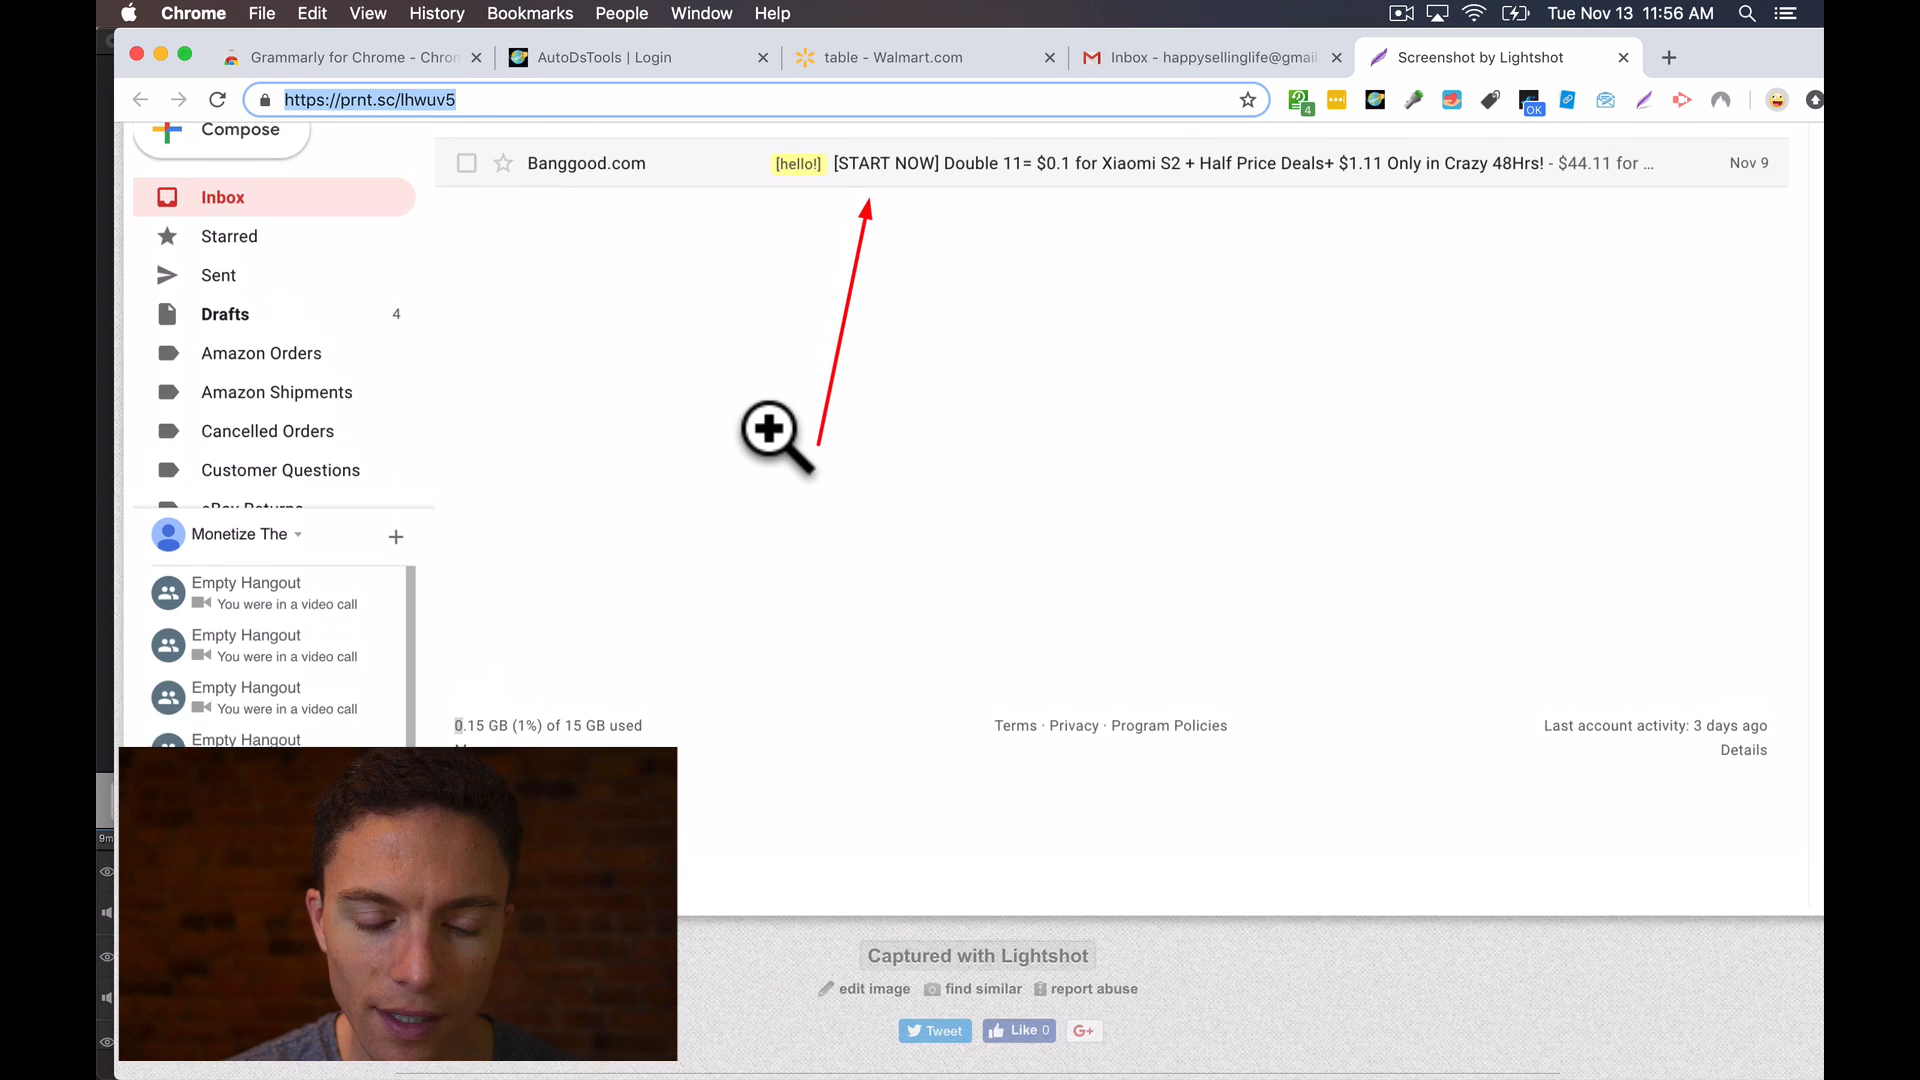 Chrome File Edit View History Bookmarks People Window Help Tue Nov 13 11:56 AM
Grammarly for Chrome - Chron AutoDsTools | Login table - Walmart.com Inbox - happysellinglife@gmail. Screenshot by Lightshot
https://prnt.sc/lhwuv5 4 OK
Compose
Banggood.com [hello!] [START NOW] Double 11= $0.1 for Xiaomi S2 + Half Price Deals+ $1.11 Only in Crazy 48Hrs! - $44.11 for ... Nov 9
Inbox
Starred
Sent
Drafts 4
Amazon Orders
Amazon Shipments
Cancelled Orders
Customer Questions
eBay Returns
Monetize The
Empty Hangout
You were in a video call
Empty Hangout
You were in a video call
Empty Hangout
You were in a video call
Empty Hangout
0.15 GB (1%) of 15 GB used Terms · Privacy · Program Policies Last account activity: 3 days ago
Details
9m
Captured with Lightshot
edit image find similar report abuse
Tweet Like 0 G+